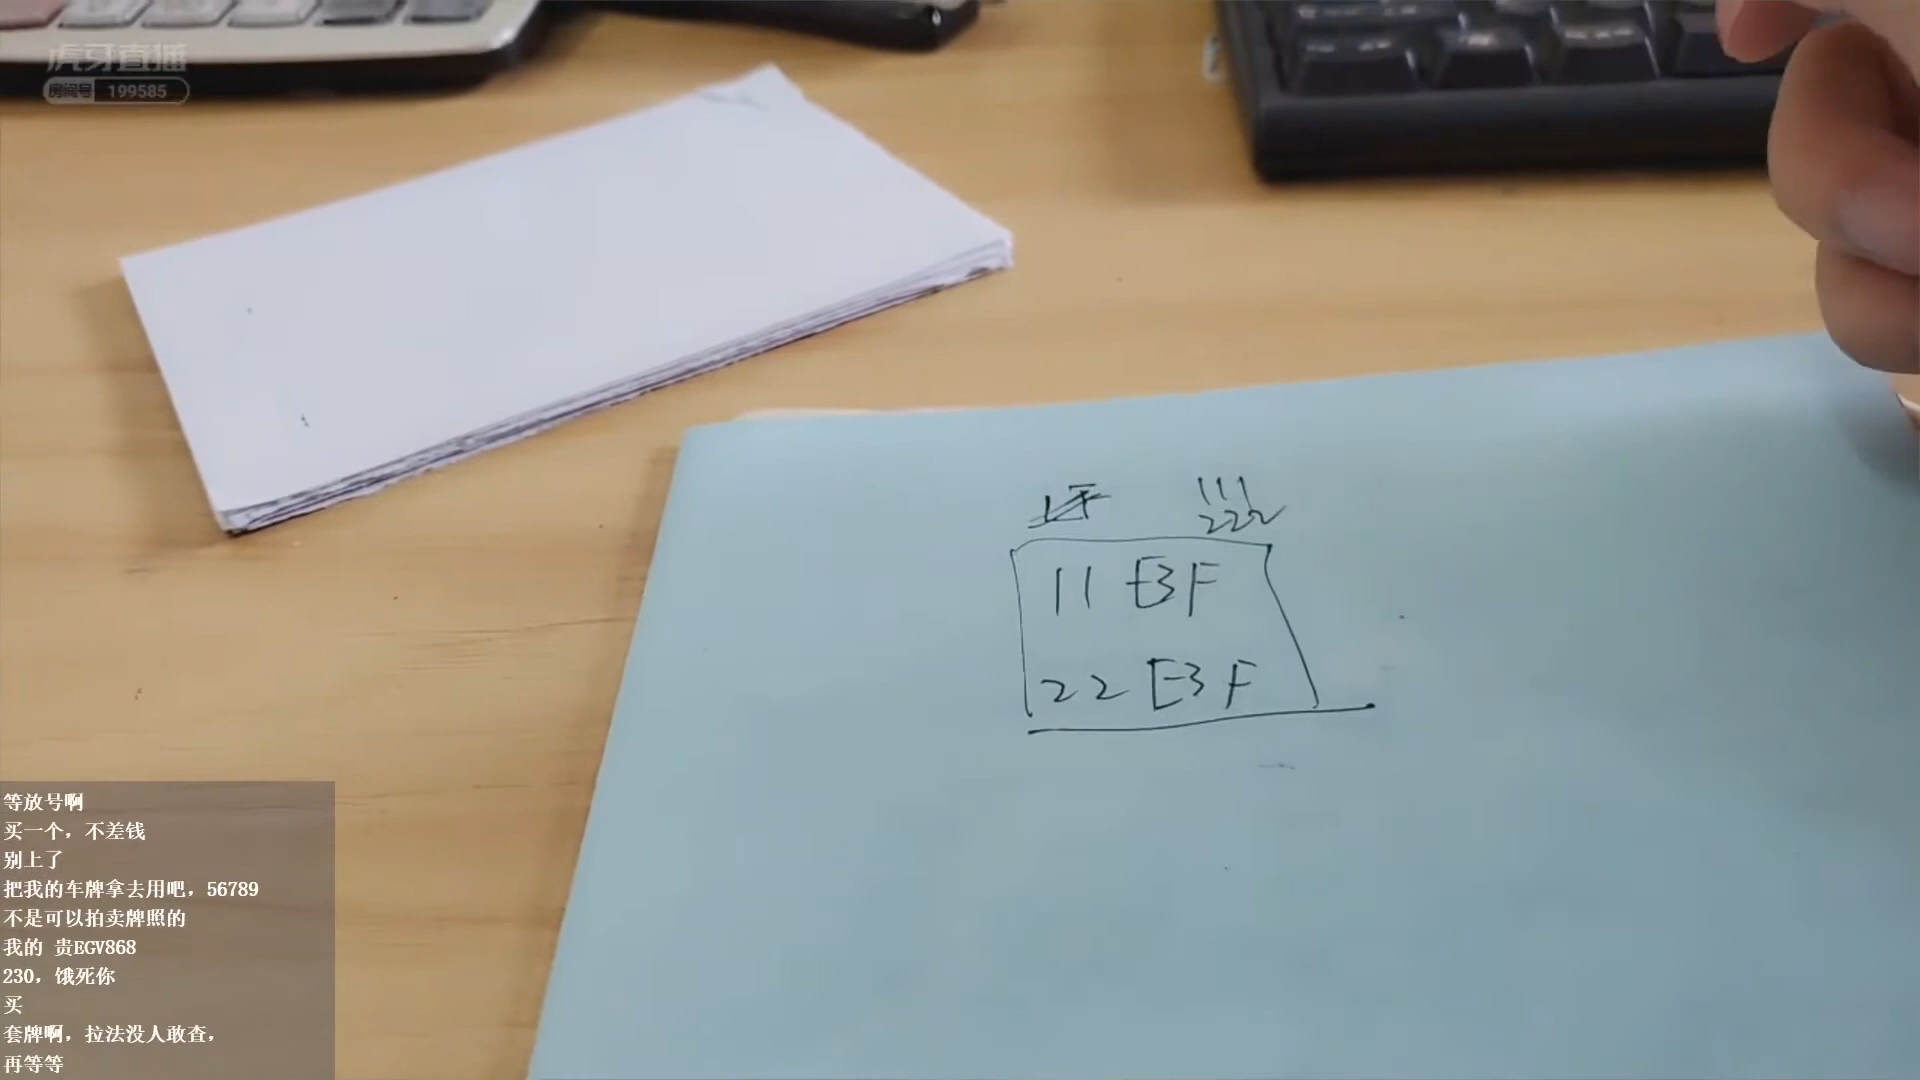 虎牙直播
房间号 199585
111
222
11 E3F
22 E3F
等放号啊
买一个，不差钱
别上了
把我的车牌拿去用吧，56789
不是可以拍卖牌照的
我的 贵EGV868
230，饿死你
买
套牌啊，拉法没人敢查，
再等等